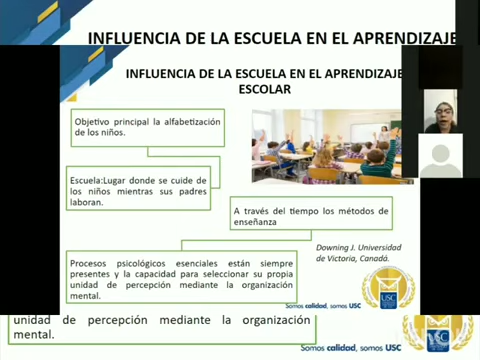 INFLUENCIA DE LA ESCUELA EN EL APRENDIZAJE
INFLUENCIA DE LA ESCUELA EN EL APRENDIZAJE
ESCOLAR
Objetivo principal la alfabetización
de los niños.
Escuela:Lugar donde se cuide de
los niños mientras sus padres
laboran.
A través del tiempo los métodos de
enseñanza
Downing J. Universidad
de Victoria, Canadá.
Procesos psicológicos esenciales están siempre
presentes y la capacidad para seleccionar su propia
unidad de percepción mediante la organización
mental.
Somos calidad, somos USC
USC
unidad de percepción mediante la organización
mental.
Somos calidad, somos USC
USC